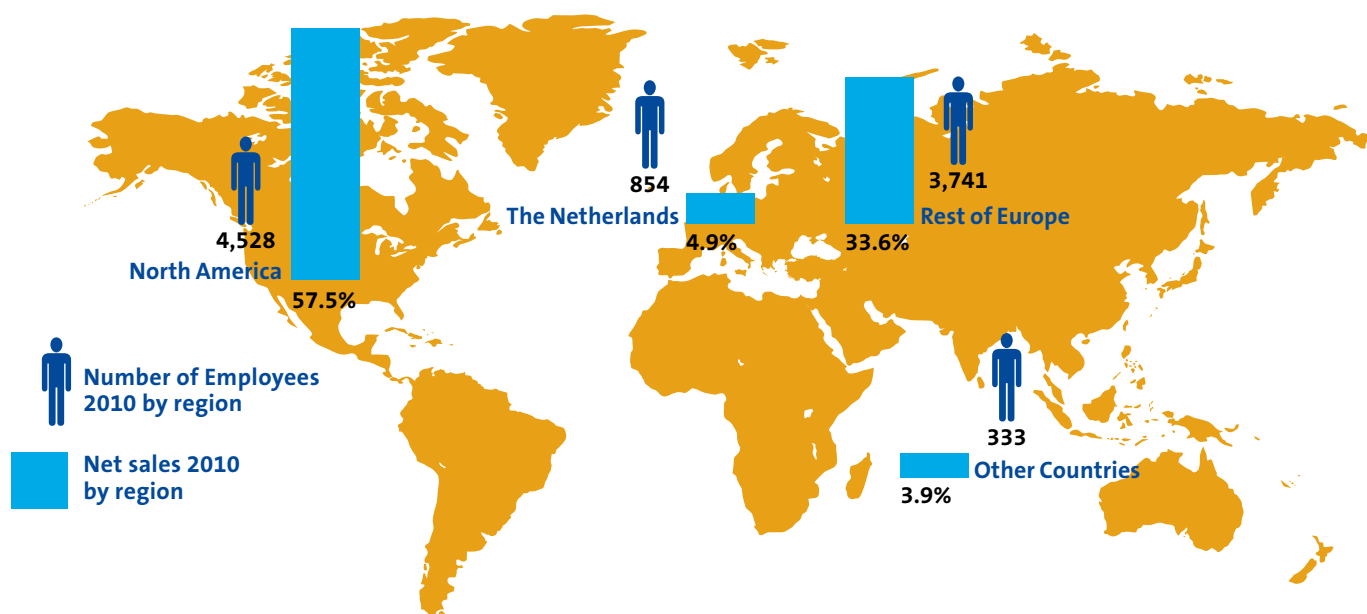 4,528
North America
57.5%
854
The Netherlands
4.9%
3,741
Rest of Europe
33.6%
Number of Employees
2010 by region
Net sales 2010
by region
333
Other Countries
3.9%